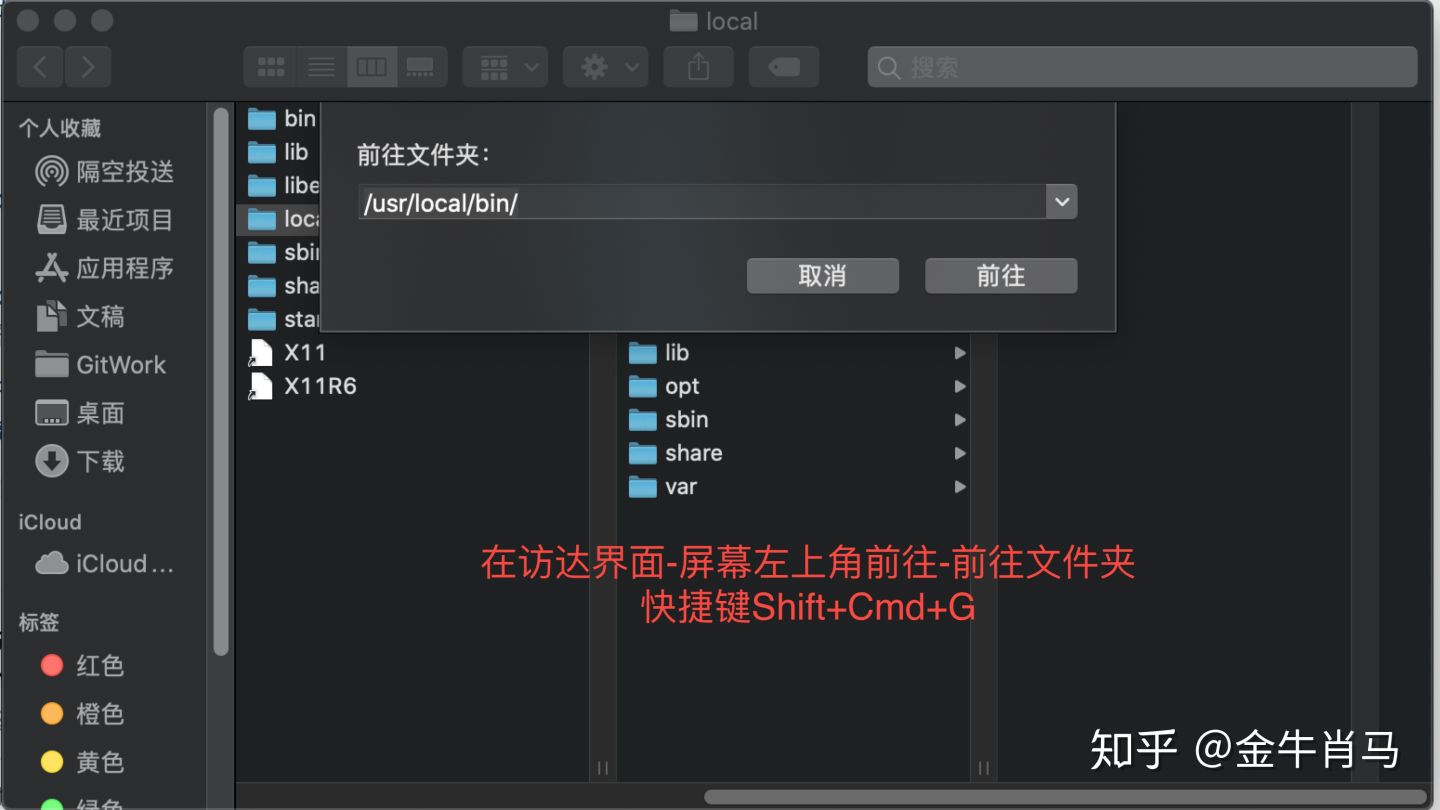 local
搜索
个人收藏
隔空投送
最近项目
应用程序
文稿
GitWork
桌面
下载
iCloud
iCloud...
标签
红色
橙色
黄色
绿色
bin
lib
libe
loca
sbin
sha
star
X11
X11R6
前往文件夹：
/usr/local/bin/
取消
前往
lib
opt
sbin
share
var
在访达界面-屏幕左上角前往-前往文件夹
快捷键Shift+Cmd+G
知乎 @金牛肖马